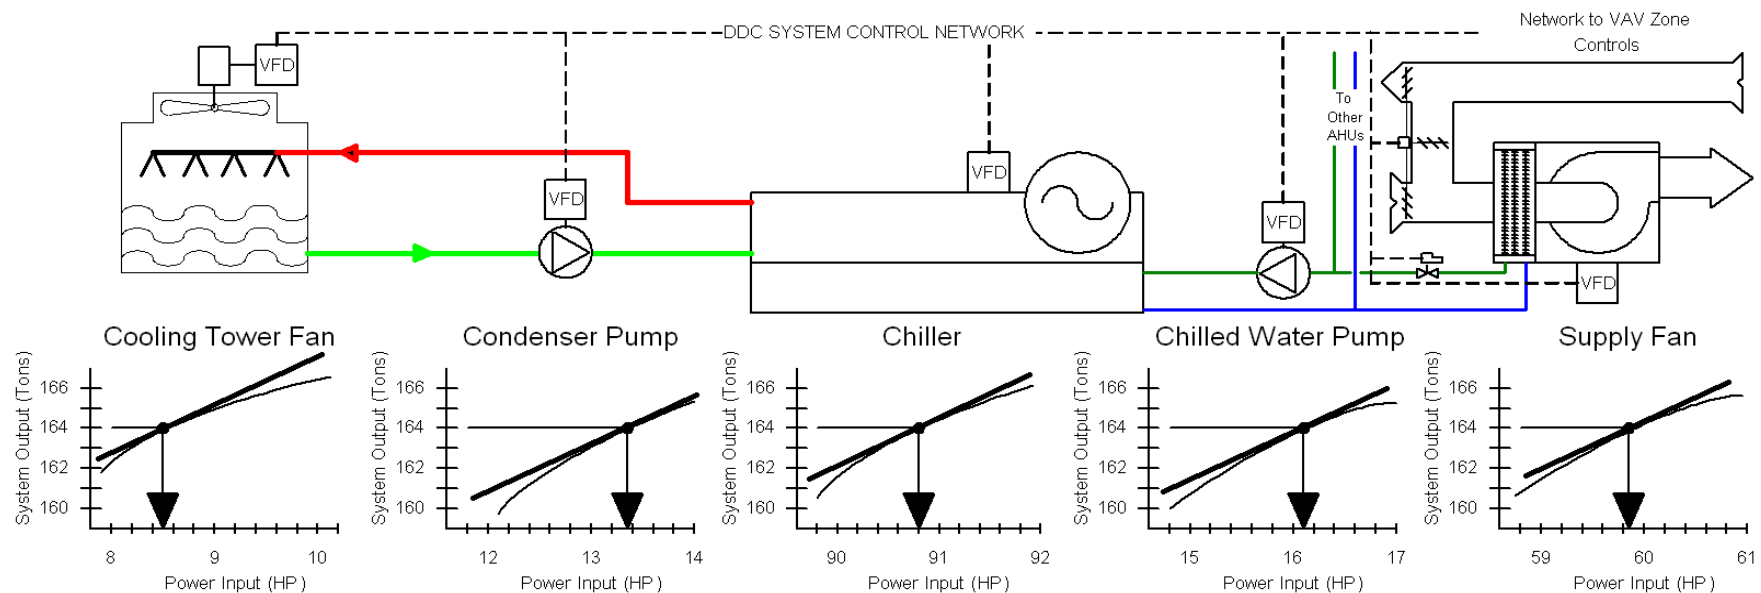 Network to VAV Zone
Controls
DDC SYSTEM CONTROL NETWORK
VFD
VFD
VFD
VFD
VFD
To
Other
AHUs
Cooling Tower Fan
System Output (Tons)
166
164
162
160
8 9 10
Power Input (HP)
Condenser Pump
System Output (Tons)
166
164
162
160
12 13 14
Power Input (HP)
Chiller
System Output (Tons)
166
164
162
160
90 91 92
Power Input (HP)
Chilled Water Pump
System Output (Tons)
166
164
162
160
15 16 17
Power Input (HP)
Supply Fan
System Output (Tons)
166
164
162
160
59 60 61
Power Input (HP)